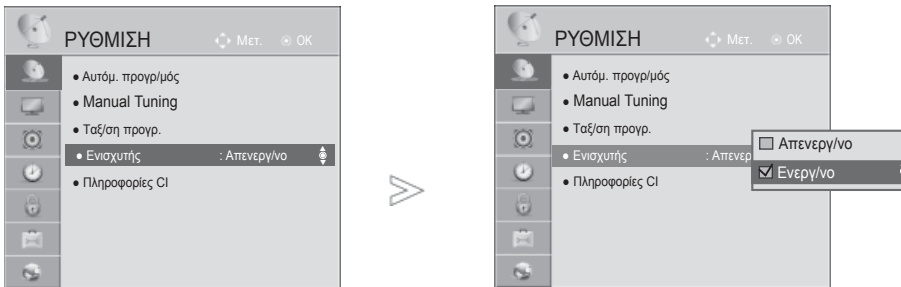 ΡΥΘΜΙΣΗ Μετ. OK
● Αυτόμ. προγρ/μός
● Manual Tuning
● Ταξ/ση προγρ.
● Ενισχυτής : Απενεργ/νο
● Πληροφορίες CI
ΡΥΘΜΙΣΗ Μετ. OK
● Αυτόμ. προγρ/μός
● Manual Tuning
● Ταξ/ση προγρ.
● Ενισχυτής : Απενερ
● Πληροφορίες CI
Απενεργ/νο
Ενεργ/νο